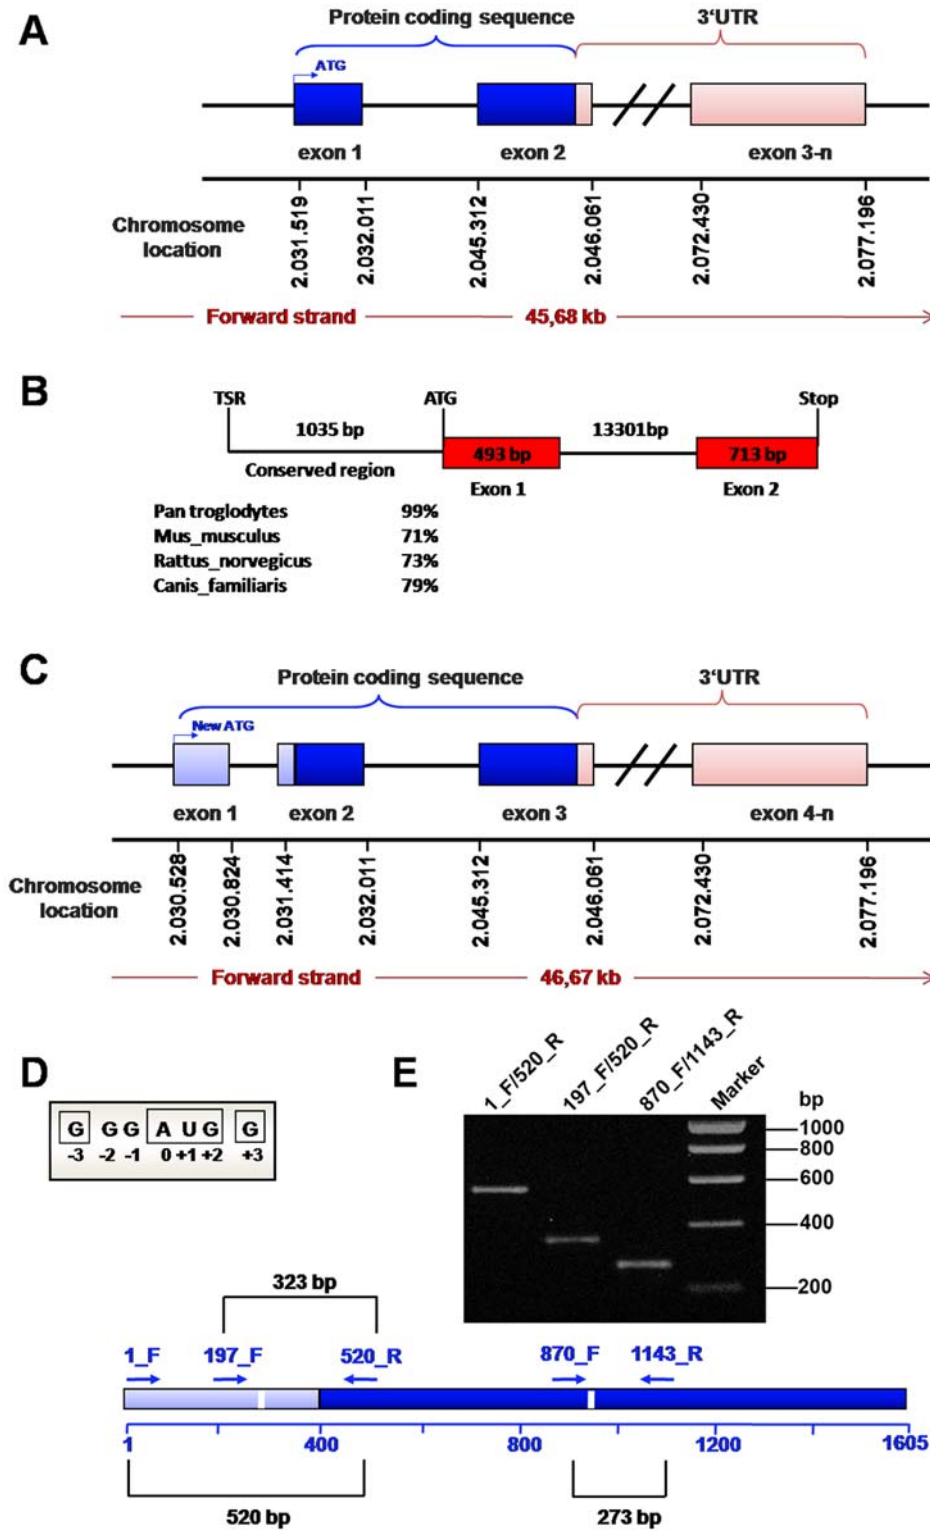 A
Protein coding sequence
3‘UTR
ATG
exon 1
exon 2
exon 3-n
Chromosome
location
2.031.519
2.032.011
2.045.312
2.046.061
2.072.430
2.077.196
Forward strand
45,68 kb
B
TSR
ATG
Stop
1035 bp
13301bp
493 bp
713 bp
Conserved region
Exon 1
Exon 2
Pan troglodytes 99%
Mus_musculus 71%
Rattus_norvegicus 73%
Canis_familiaris 79%
C
Protein coding sequence
3‘UTR
New ATG
exon 1
exon 2
exon 3
exon 4-n
Chromosome
location
2.030.528
2.030.824
2.031.414
2.032.011
2.045.312
2.046.061
2.072.430
2.077.196
Forward strand
46,67 kb
D
G G G A U G G
-3 -2 -1 0 +1 +2 +3
E
1_F/520_R
197_F/520_R
870_F/1143_R
Marker
bp
1000
800
600
400
200
323 bp
1_F 197_F 520_R 870_F 1143_R
1 400 800 1200 1605
520 bp
273 bp